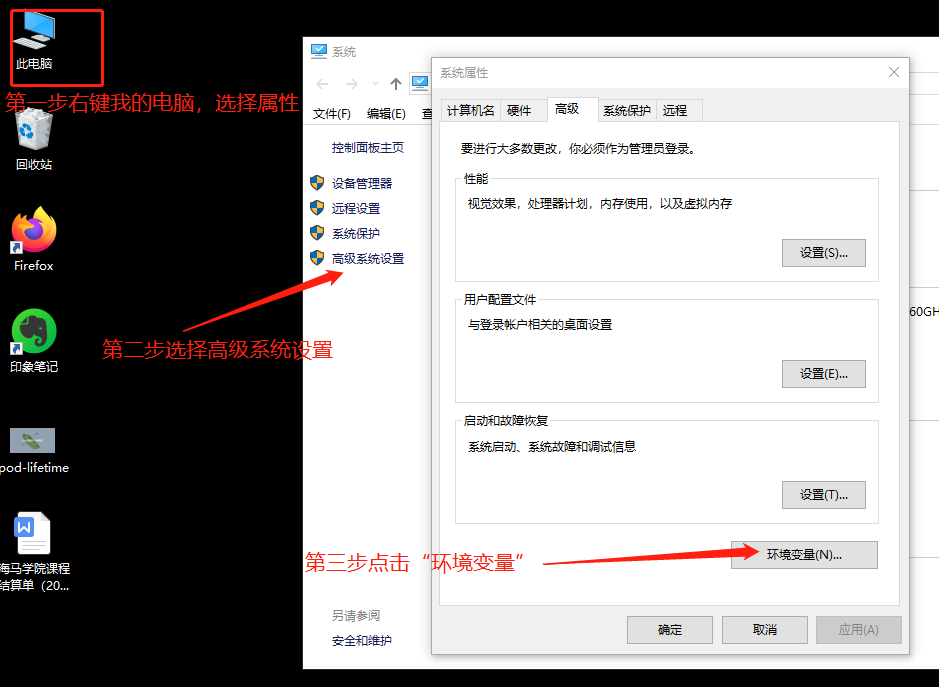 此电脑
第一步右键我的电脑，选择属性
回收站
Firefox
印象笔记
pod-lifetime
海马学院课程
结算单（20...
系统
文件(F) 编辑(E) 查
控制面板主页
设备管理器
远程设置
系统保护
高级系统设置
第二步选择高级系统设置
另请参阅
安全和维护
系统属性
计算机名 硬件 高级 系统保护 远程
要进行大多数更改，你必须作为管理员登录。
性能
视觉效果，处理器计划，内存使用，以及虚拟内存
设置(S)...
用户配置文件
与登录帐户相关的桌面设置
设置(E)...
启动和故障恢复
系统启动、系统故障和调试信息
设置(T)...
第三步点击“环境变量”
环境变量(N)...
确定 取消 应用(A)
60GH